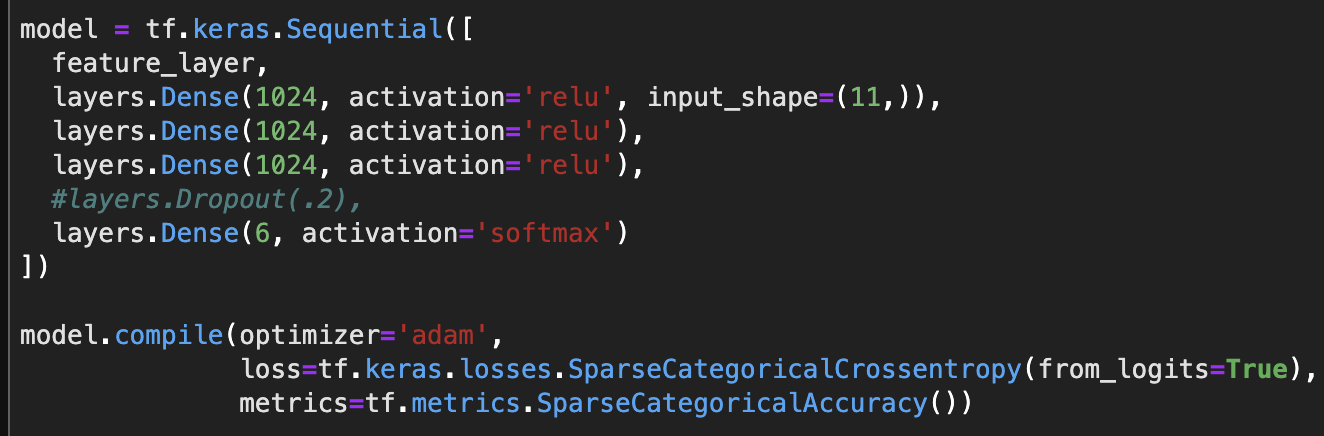 model = tf.keras.Sequential([
  feature_layer,
  layers.Dense(1024, activation='relu', input_shape=(11,)),
  layers.Dense(1024, activation='relu'),
  layers.Dense(1024, activation='relu'),
  #layers.Dropout(.2),
  layers.Dense(6, activation='softmax')
])
model.compile(optimizer='adam',
              loss=tf.keras.losses.SparseCategoricalCrossentropy(from_logits=True),
              metrics=tf.metrics.SparseCategoricalAccuracy())